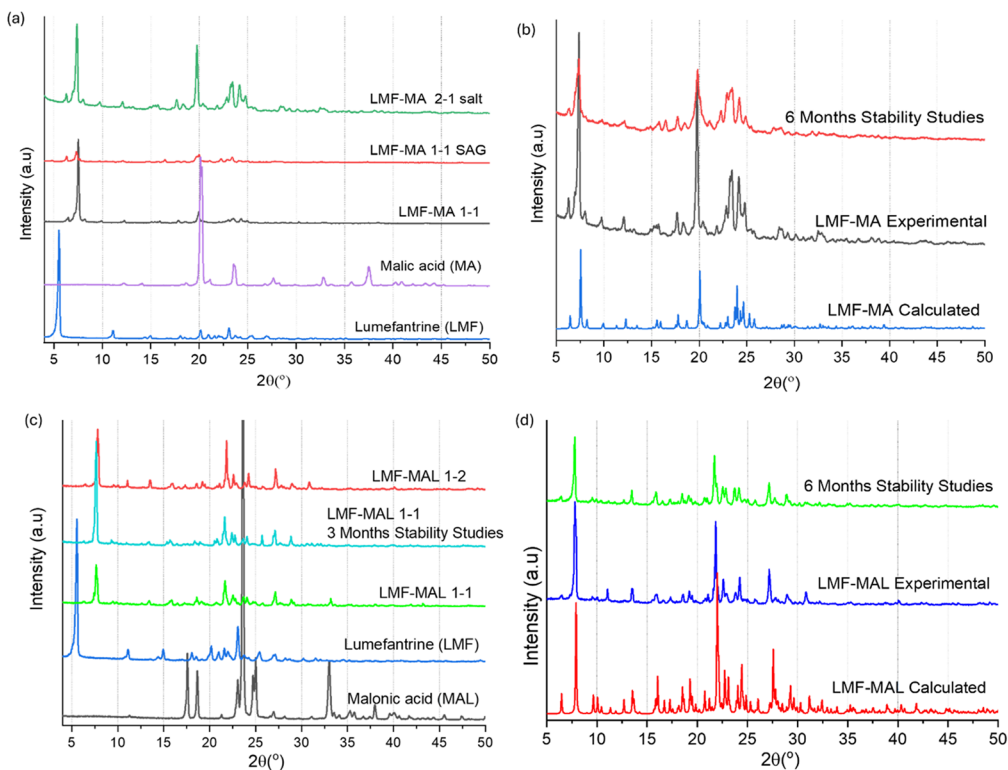 (a)
Intensity (a.u)
LMF-MA 2-1 salt
LMF-MA 1-1 SAG
LMF-MA 1-1
Malic acid (MA)
Lumefantrine (LMF)
5 10 15 20 25 30 35 40 45 50
2θ(°)
(b)
Intensity (a.u)
6 Months Stability Studies
LMF-MA Experimental
LMF-MA Calculated
5 10 15 20 25 30 35 40 45 50
2θ(°)
(c)
Intensity (a.u)
LMF-MAL 1-2
LMF-MAL 1-1
3 Months Stability Studies
LMF-MAL 1-1
Lumefantrine (LMF)
Malonic acid (MAL)
5 10 15 20 25 30 35 40 45 50
2θ(°)
(d)
Intensity (a.u)
6 Months Stability Studies
LMF-MAL Experimental
LMF-MAL Calculated
5 10 15 20 25 30 35 40 45 50
2θ(°)